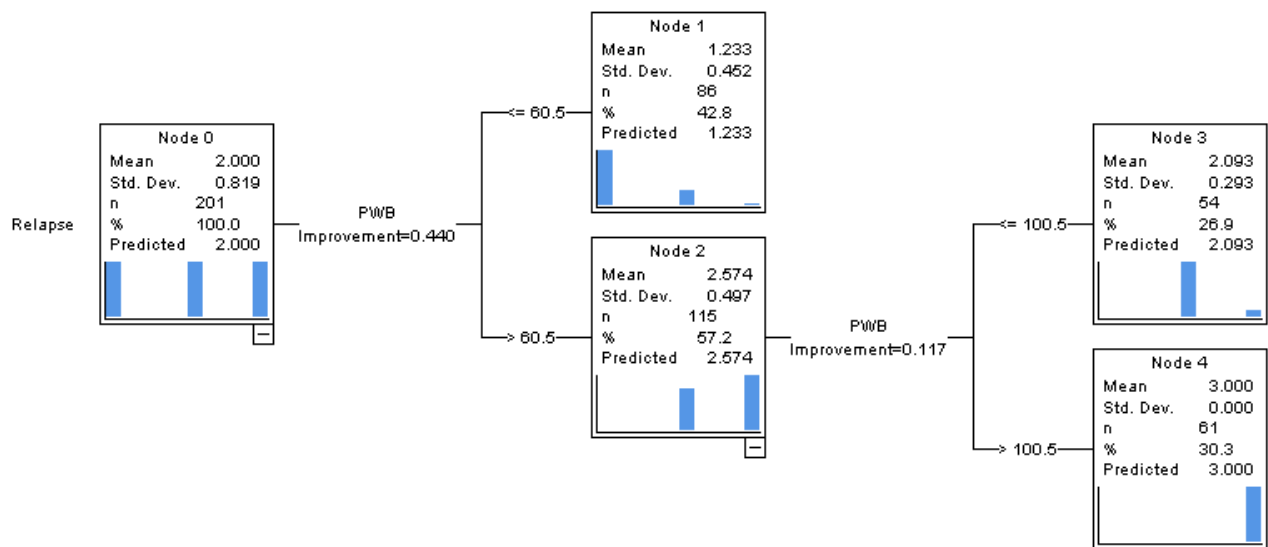 Relapse
Node 0
Mean 2.000
Std. Dev. 0.819
n 201
% 100.0
Predicted 2.000
PWB
Improvement=0.440
<= 60.5
Node 1
Mean 1.233
Std. Dev. 0.452
n 86
% 42.8
Predicted 1.233
> 60.5
Node 2
Mean 2.574
Std. Dev. 0.497
n 115
% 57.2
Predicted 2.574
PWB
Improvement=0.117
<= 100.5
Node 3
Mean 2.093
Std. Dev. 0.293
n 54
% 26.9
Predicted 2.093
> 100.5
Node 4
Mean 3.000
Std. Dev. 0.000
n 61
% 30.3
Predicted 3.000